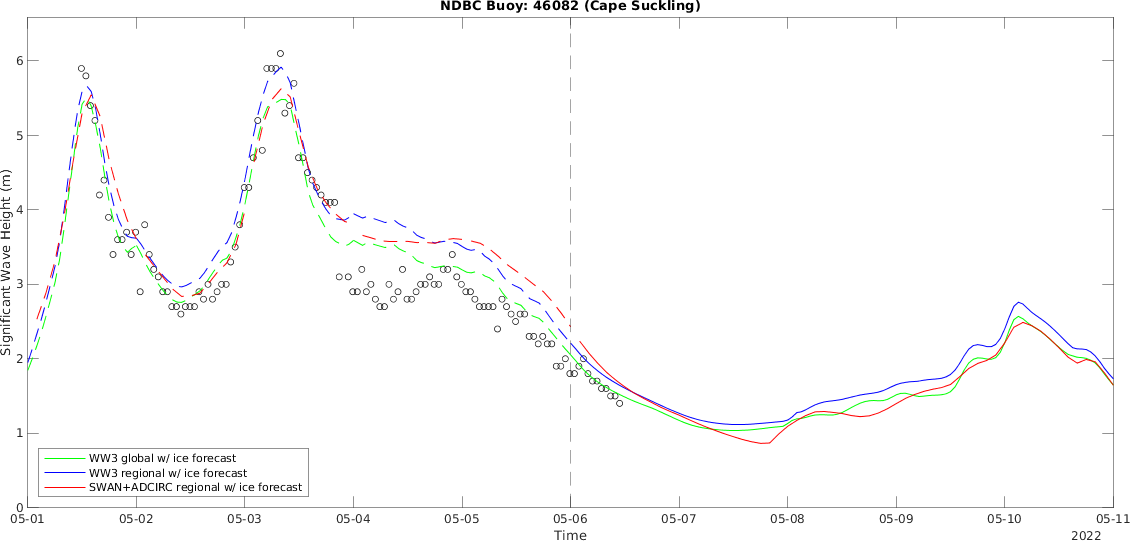 NDBC Buoy: 46082 (Cape Suckling)
Significant Wave Height (m)
6
5
4
3
2
1
0
WW3 global w/ ice forecast
WW3 regional w/ ice forecast
SWAN+ADCIRC regional w/ ice forecast
05-01 05-02 05-03 05-04 05-05 05-06 05-07 05-08 05-09 05-10 05-11
Time
2022